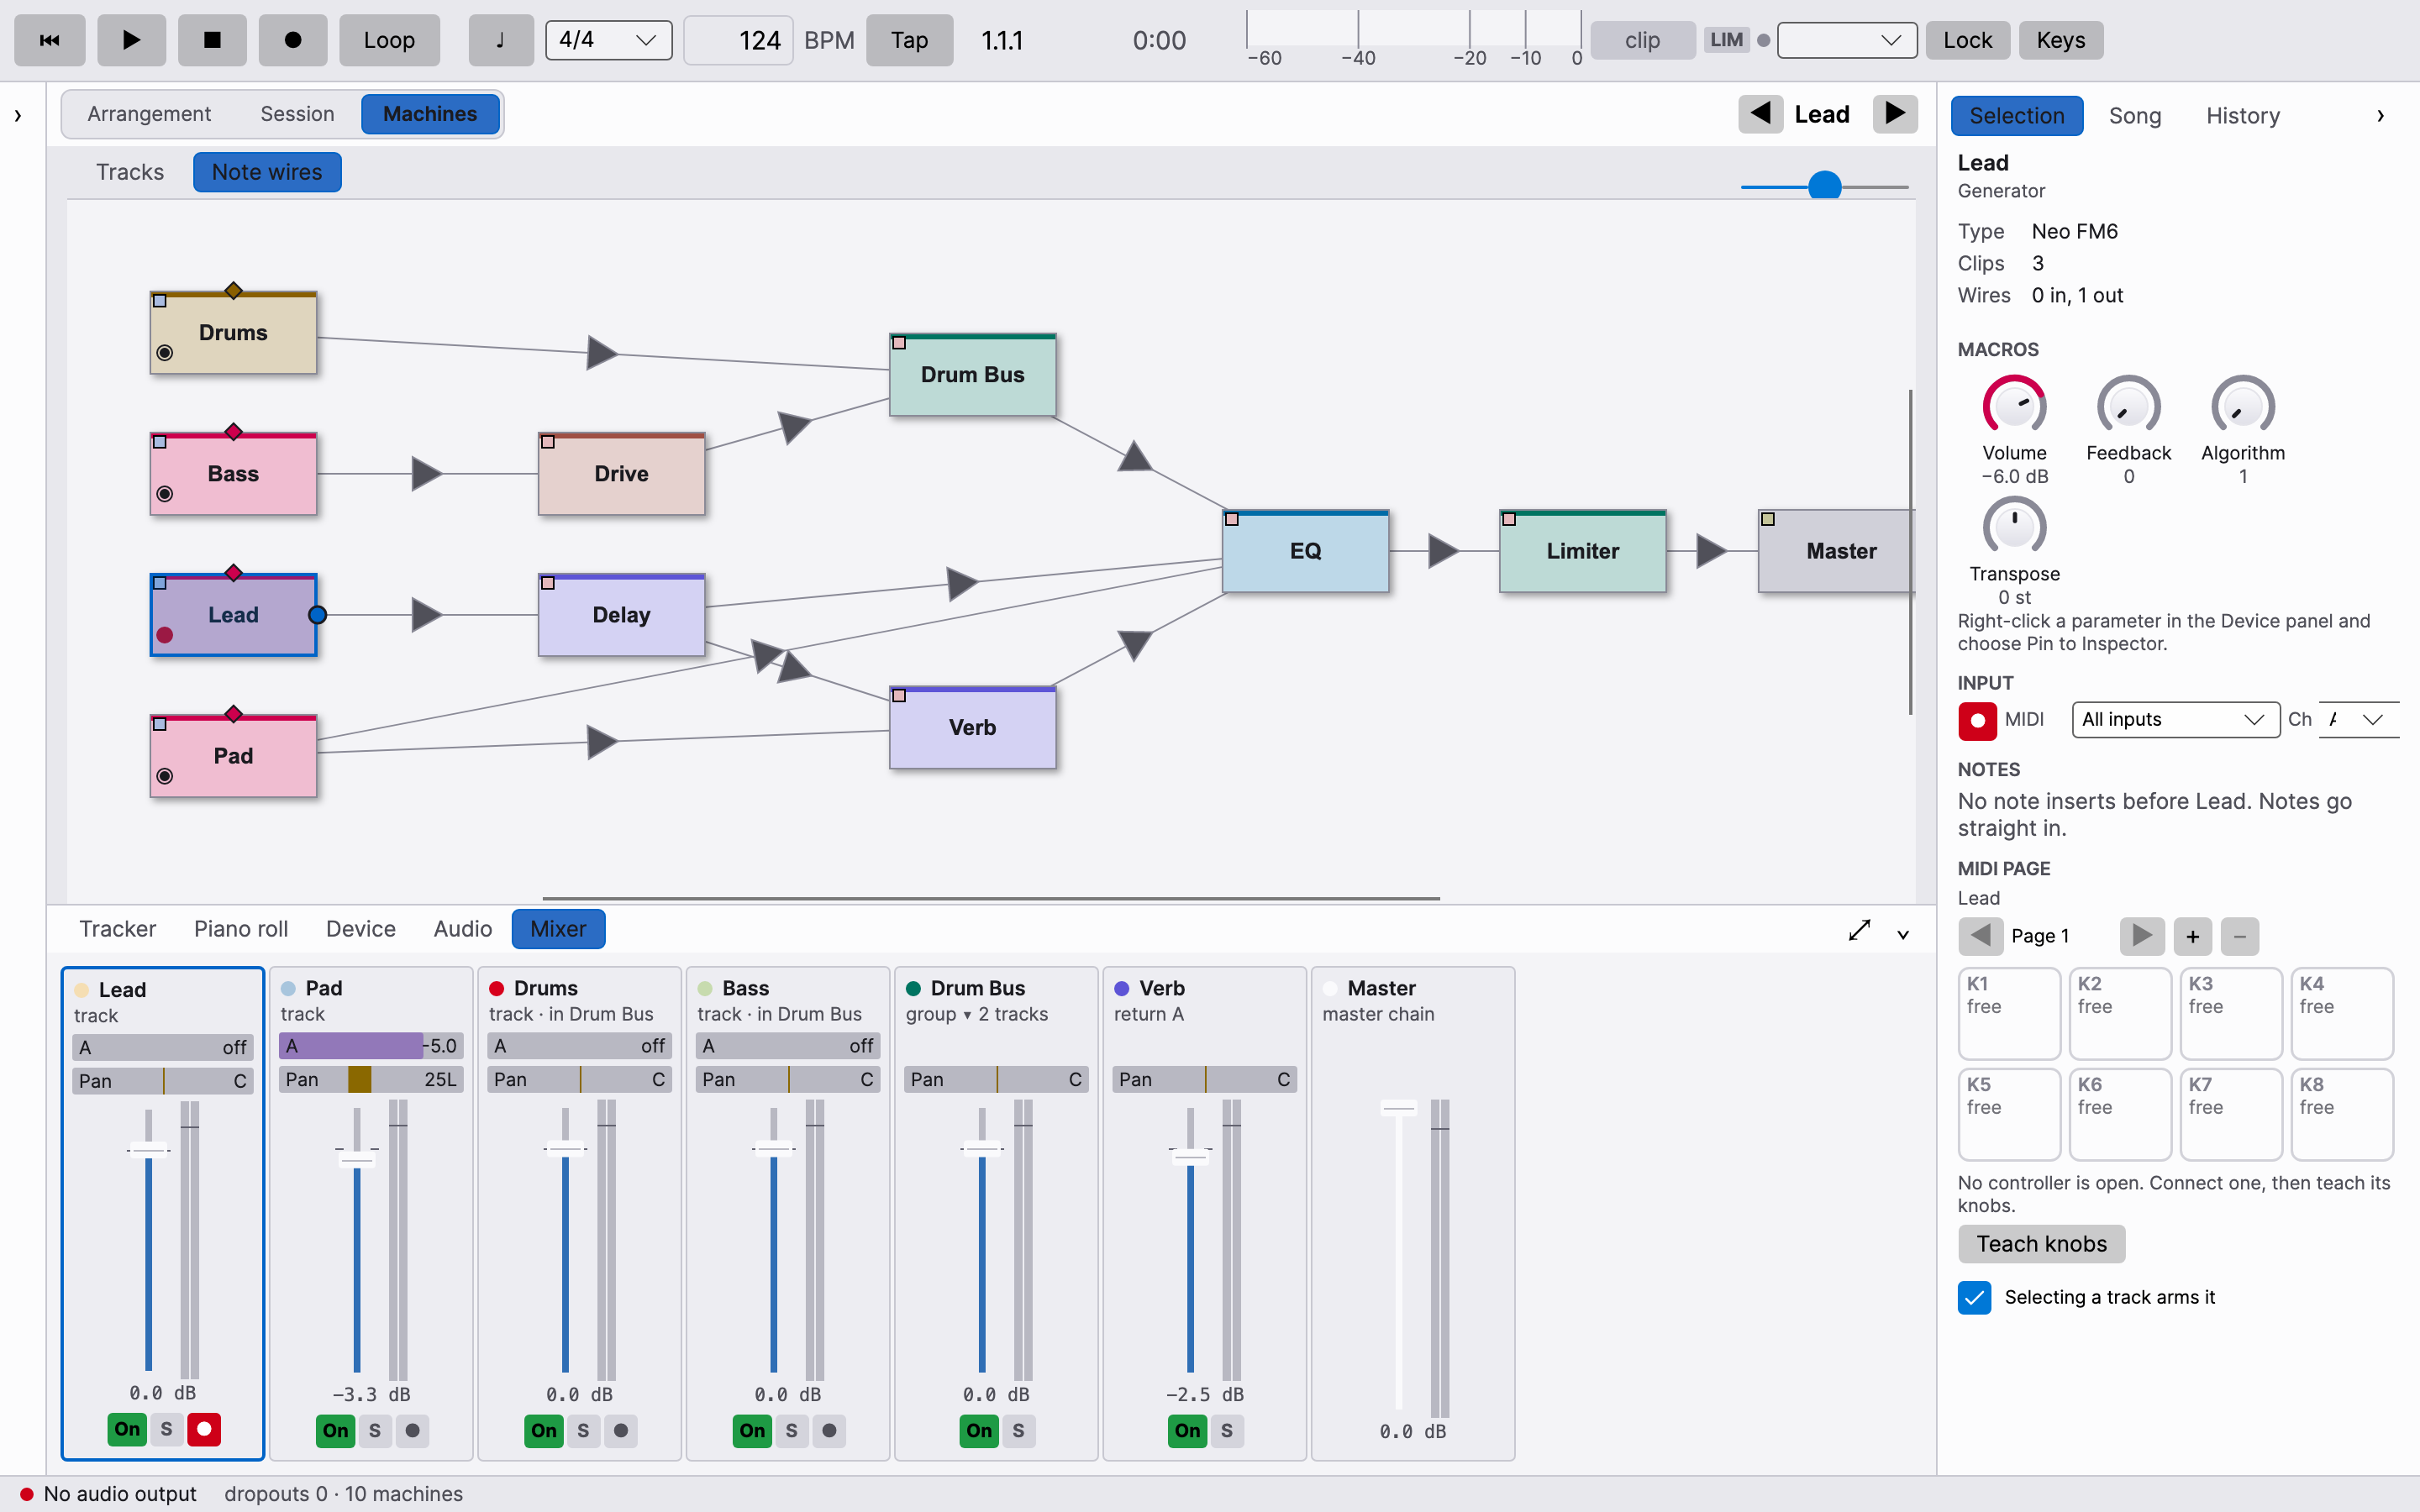 Loop 4/4 124 BPM Tap 1.1.1 0:00 −60 −40 −20 −10 0 clip LIM Lock Keys
Arrangement Session Machines Lead
Tracks Note wires
Drums
Bass
Lead
Pad
Drive
Delay
Drum Bus
Verb
EQ
Limiter
Master
Selection Song History
Lead
Generator
Type Neo FM6
Clips 3
Wires 0 in, 1 out
MACROS
Volume Feedback Algorithm
−6.0 dB 0 1
Transpose
0 st
Right-click a parameter in the Device panel and
choose Pin to Inspector.
INPUT
MIDI All inputs Ch
NOTES
No note inserts before Lead. Notes go
straight in.
MIDI PAGE
Lead
Page 1 + −
K1 free
K2 free
K3 free
K4 free
K5 free
K6 free
K7 free
K8 free
No controller is open. Connect one, then teach its
knobs.
Teach knobs
Selecting a track arms it
Tracker Piano roll Device Audio Mixer
Lead
track
A off
Pan C
0.0 dB
On S
Pad
track
A −5.0
Pan 25L
−3.3 dB
On S
Drums
track · in Drum Bus
A off
Pan C
0.0 dB
On S
Bass
track · in Drum Bus
A off
Pan C
0.0 dB
On S
Drum Bus
group ▾ 2 tracks
Pan C
0.0 dB
On S
Verb
return A
Pan C
−2.5 dB
On S
Master
master chain
0.0 dB
No audio output dropouts 0 · 10 machines